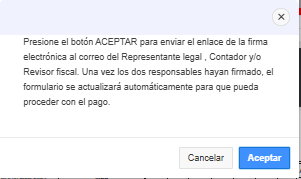 Presione el botón ACEPTAR para enviar el enlace de la firma
electrónica al correo del Representante legal , Contador y/o
Revisor fiscal. Una vez los dos responsables hayan firmado, el
formulario se actualizará automáticamente para que pueda
proceder con el pago.
Cancelar
Aceptar